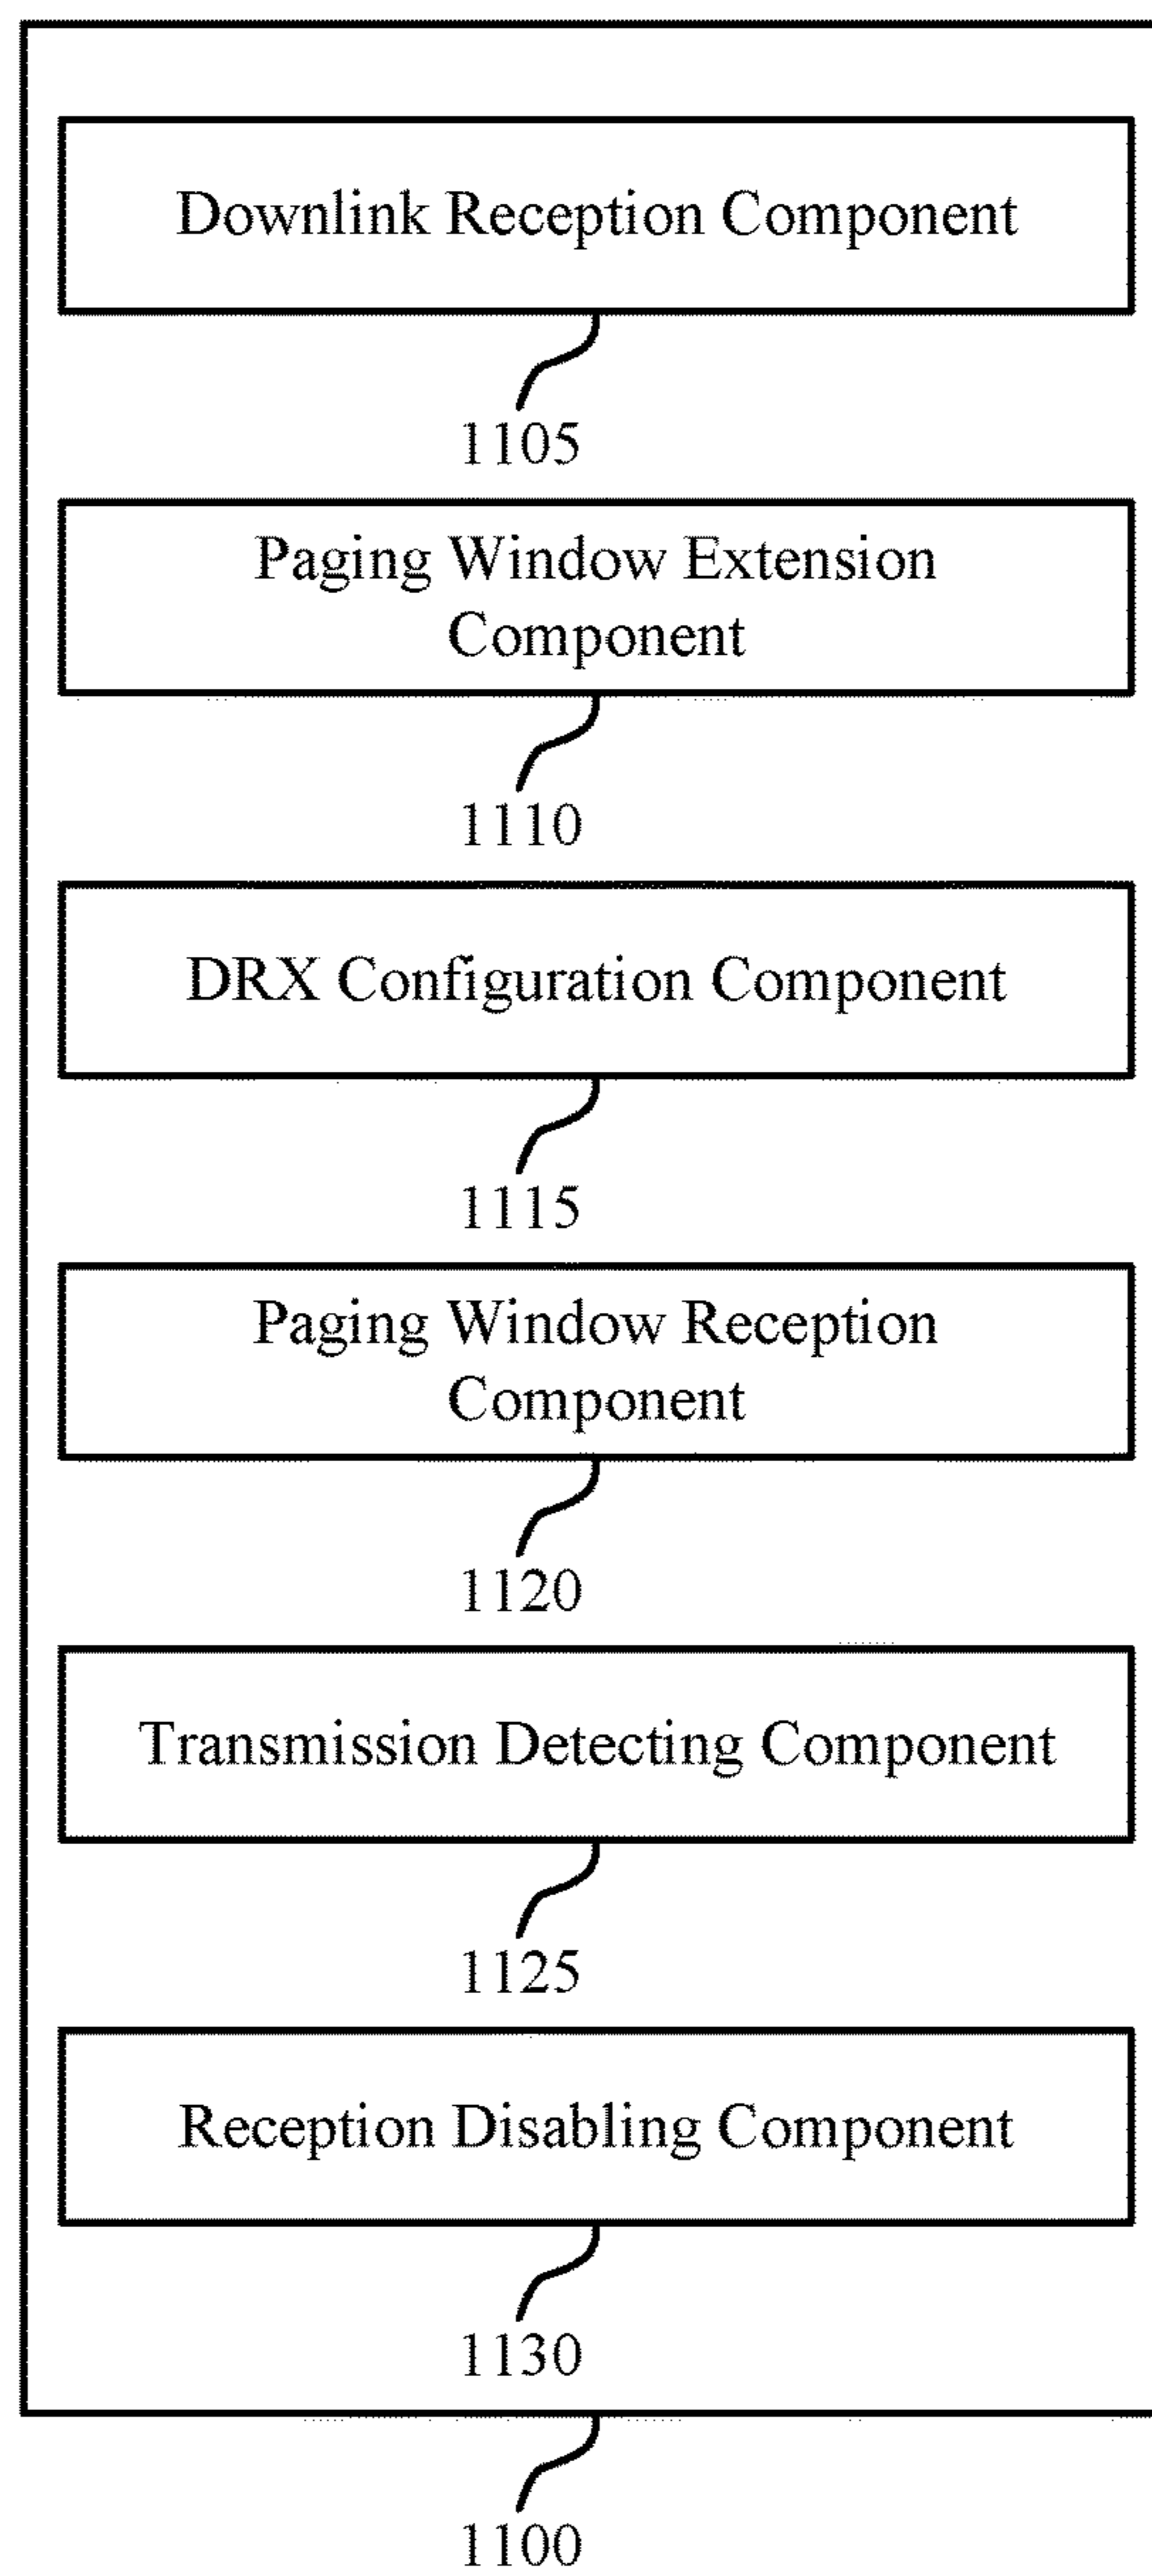 Downlink Reception Component
1105
Paging Window Extension
Component
1110
DRX Configuration Component
1115
Paging Window Reception
Component
1120
Transmission Detecting Component
1125
Reception Disabling Component
1130
1100